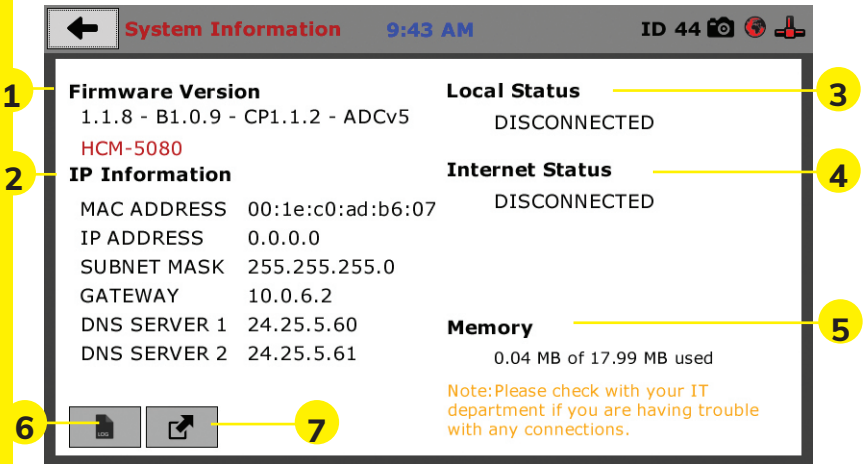 System Information 9:43 AM ID 44
1
Firmware Version
1.1.8 - B1.0.9 - CP1.1.2 - ADCv5
HCM-5080
2
IP Information
MAC ADDRESS 00:1e:c0:ad:b6:07
IP ADDRESS 0.0.0.0
SUBNET MASK 255.255.255.0
GATEWAY 10.0.6.2
DNS SERVER 1 24.25.5.60
DNS SERVER 2 24.25.5.61
6
LOG
7
Local Status
3
DISCONNECTED
Internet Status
4
DISCONNECTED
Memory
5
0.04 MB of 17.99 MB used
Note:Please check with your IT
department if you are having trouble
with any connections.